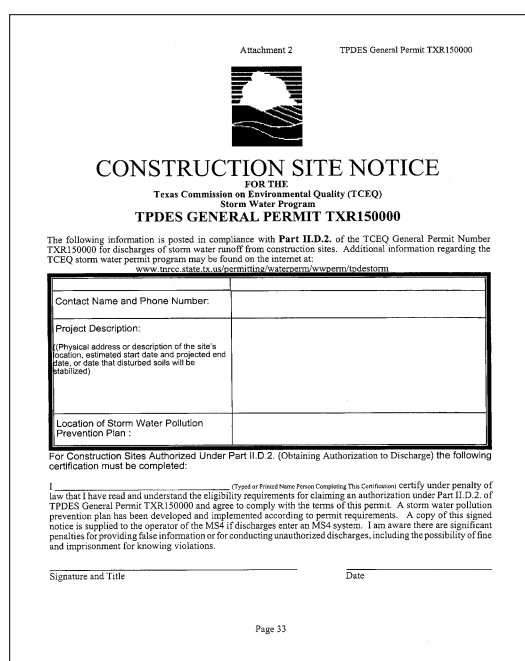 Attachment 2 TPDES General Permit TXR150000
CONSTRUCTION SITE NOTICE
FOR THE
Texas Commission on Environmental Quality (TCEQ)
Storm Water Program
TPDES GENERAL PERMIT TXR150000
The following information is posted in compliance with Part II.D.2. of the TCEQ General Permit Number
TXR150000 for discharges of storm water runoff from construction sites. Additional information regarding the
TCEQ storm water permit program may be found on the internet at:
www.tnrcc.state.tx.us/permitting/waterperm/wwperm/tpdestorm
Contact Name and Phone Number:
Project Description:
((Physical address or description of the site's
location, estimated start date and projected end
date, or date that disturbed soils will be
stabilized)
Location of Storm Water Pollution
Prevention Plan :
For Construction Sites Authorized Under Part II.D.2. (Obtaining Authorization to Discharge) the following
certification must be completed:
I ______________________________ (Typed or Printed Name Person Completing This Certification) certify under penalty of
law that I have read and understand the eligibility requirements for claiming an authorization under Part II.D.2. of
TPDES General Permit TXR150000 and agree to comply with the terms of this permit. A storm water pollution
prevention plan has been developed and implemented according to permit requirements. A copy of this signed
notice is supplied to the operator of the MS4 if discharges enter an MS4 system. I am aware there are significant
penalties for providing false information or for conducting unauthorized discharges, including the possibility of fine
and imprisonment for knowing violations.
Signature and Title Date
Page 33